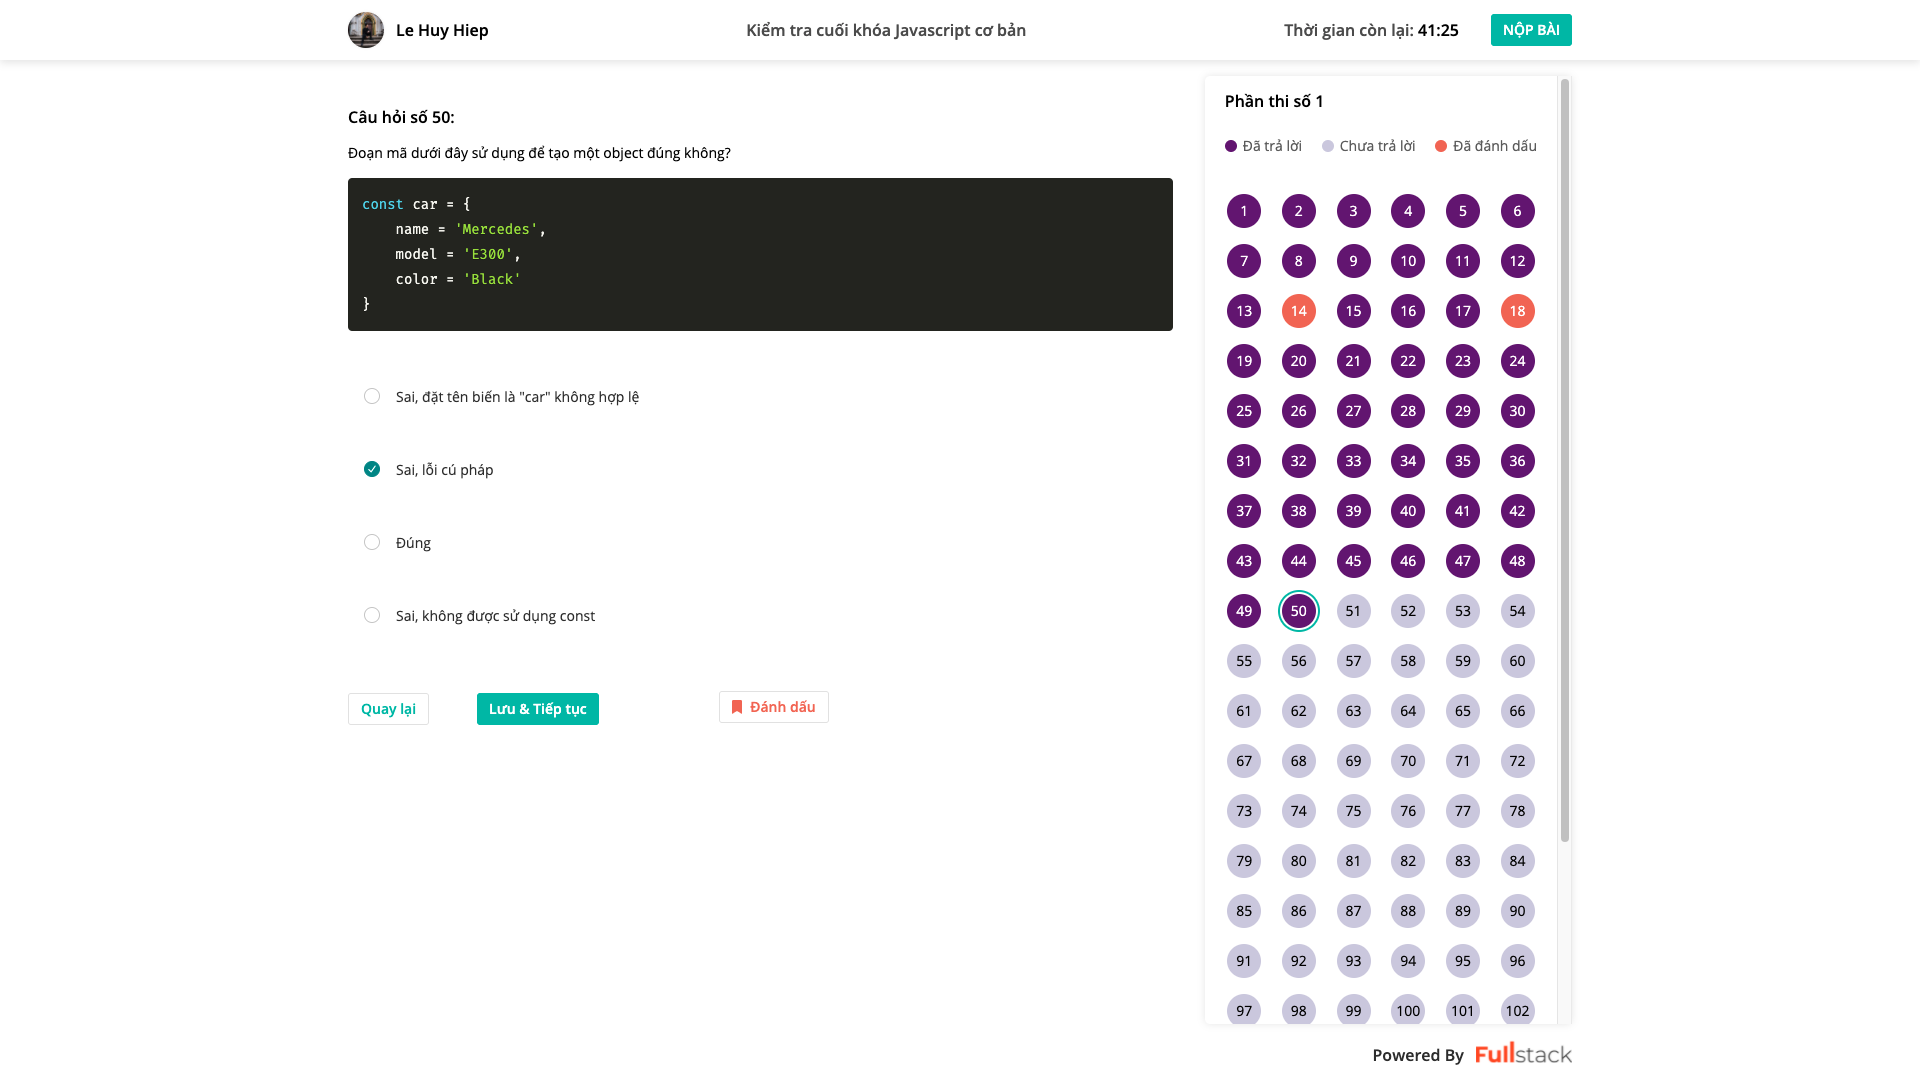 Le Huy Hiep
Kiểm tra cuối khóa Javascript cơ bản
Thời gian còn lại: 41:25
NỘP BÀI
Câu hỏi số 50:
Đoạn mã dưới đây sử dụng để tạo một object đúng không?
const car = {
    name = 'Mercedes',
    model = 'E300',
    color = 'Black'
}
Sai, đặt tên biến là "car" không hợp lệ
Sai, lỗi cú pháp
Đúng
Sai, không được sử dụng const
Quay lại
Lưu & Tiếp tục
Đánh dấu
Phần thi số 1
Đã trả lời Chưa trả lời Đã đánh dấu
1 2 3 4 5 6
7 8 9 10 11 12
13 14 15 16 17 18
19 20 21 22 23 24
25 26 27 28 29 30
31 32 33 34 35 36
37 38 39 40 41 42
43 44 45 46 47 48
49 50 51 52 53 54
55 56 57 58 59 60
61 62 63 64 65 66
67 68 69 70 71 72
73 74 75 76 77 78
79 80 81 82 83 84
85 86 87 88 89 90
91 92 93 94 95 96
97 98 99 100 101 102
Powered By Fullstack